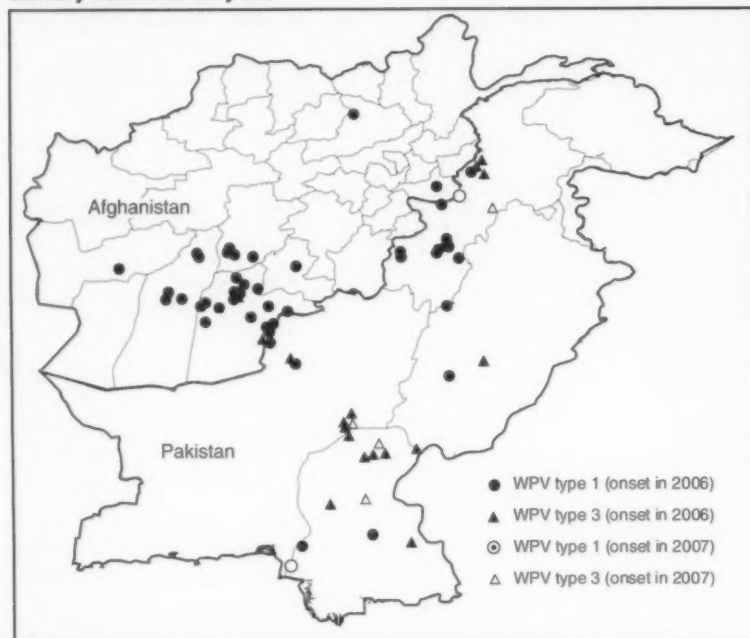 Afghanistan
Pakistan
WPV type 1 (onset in 2006)
WPV type 3 (onset in 2006)
WPV type 1 (onset in 2007)
WPV type 3 (onset in 2007)